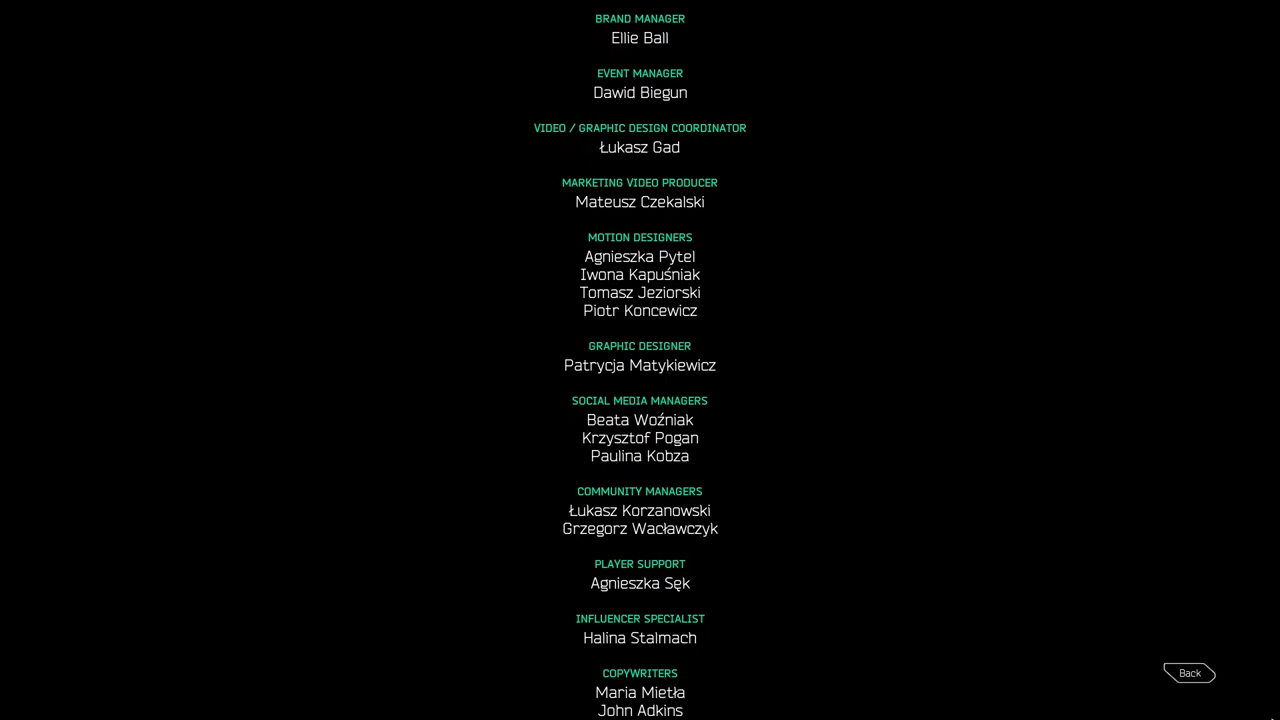 BRAND MANAGER
Ellie Ball
EVENT MANAGER
Dawid Biegun
VIDEO / GRAPHIC DESIGN COORDINATOR
Łukasz Gad
MARKETING VIDEO PRODUCER
Mateusz Czekalski
MOTION DESIGNERS
Agnieszka Pytel
Iwona Kapuśniak
Tomasz Jeziorski
Piotr Koncewicz
GRAPHIC DESIGNER
Patrycja Matykiewicz
SOCIAL MEDIA MANAGERS
Beata Woźniak
Krzysztof Pogan
Paulina Kobza
COMMUNITY MANAGERS
Łukasz Korzanowski
Grzegorz Wacławczyk
PLAYER SUPPORT
Agnieszka Sęk
INFLUENCER SPECIALIST
Halina Stalmach
COPYWRITERS
Maria Mietła
John Adkins
Back